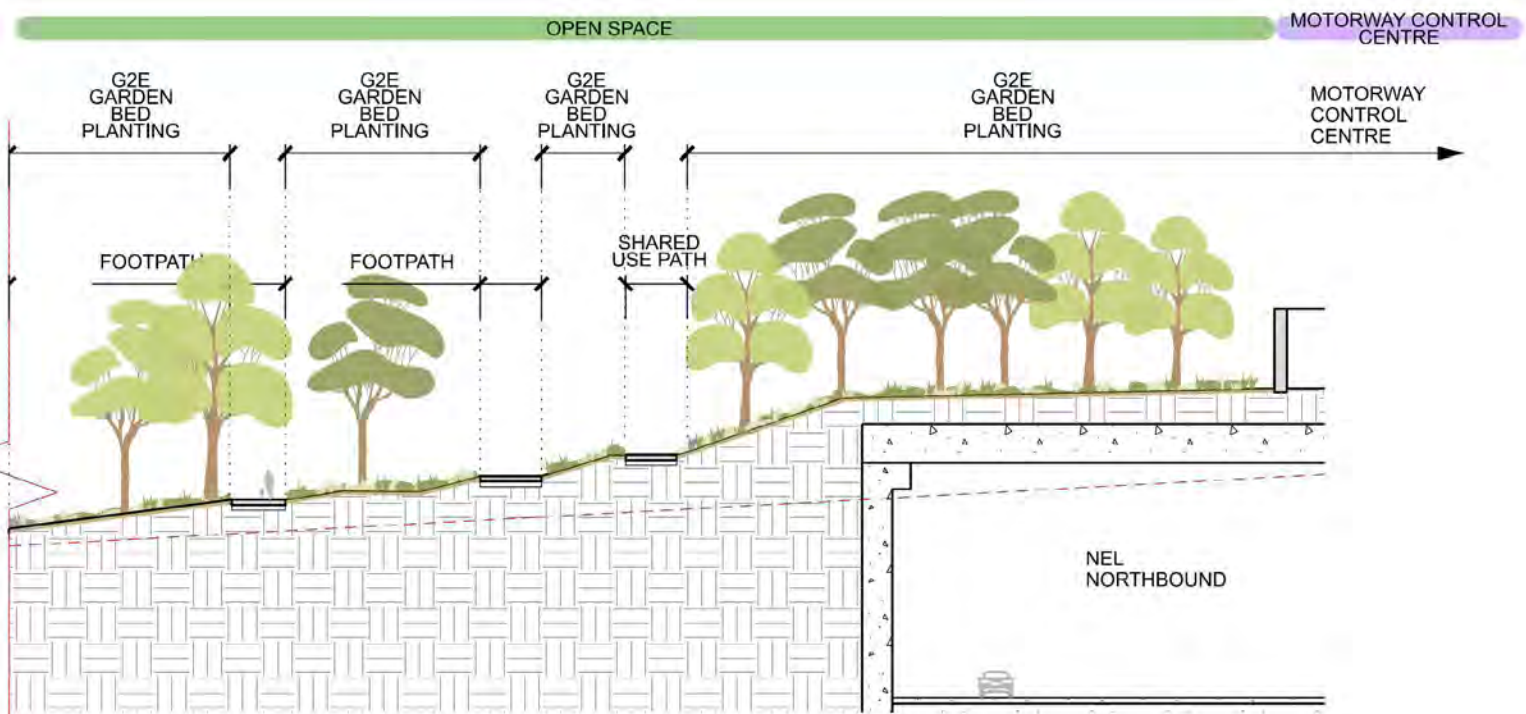 OPEN SPACE
MOTORWAY CONTROL
CENTRE
G2E
GARDEN
BED
PLANTING
G2E
GARDEN
BED
PLANTING
G2E
GARDEN
BED
PLANTING
G2E
GARDEN
BED
PLANTING
MOTORWAY
CONTROL
CENTRE
FOOTPATH
FOOTPATH
SHARED
USE PATH
NEL
NORTHBOUND